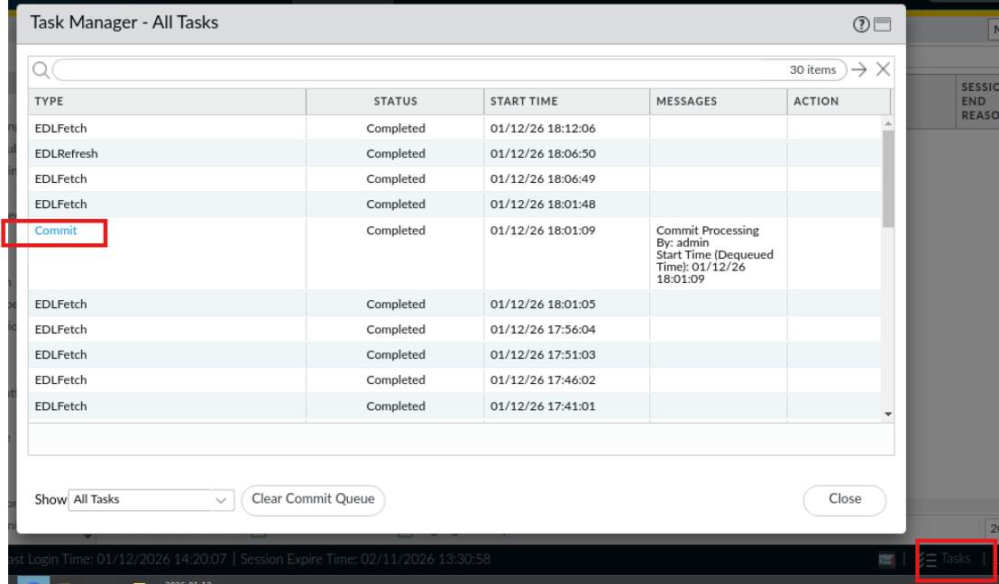 Task Manager - All Tasks
30 items
SESSIO
END
REASO
TYPE STATUS START TIME MESSAGES ACTION
EDLFetch Completed 01/12/26 18:12:06
EDLRefresh Completed 01/12/26 18:06:50
EDLFetch Completed 01/12/26 18:06:49
EDLFetch Completed 01/12/26 18:01:48
Commit Completed 01/12/26 18:01:09 Commit Processing
By: admin
Start Time (Dequeued
Time): 01/12/26
18:01:09
EDLFetch Completed 01/12/26 18:01:05
EDLFetch Completed 01/12/26 17:56:04
EDLFetch Completed 01/12/26 17:51:03
EDLFetch Completed 01/12/26 17:46:02
EDLFetch Completed 01/12/26 17:41:01
Show All Tasks Clear Commit Queue Close
ast Login Time: 01/12/2026 14:20:07 | Session Expire Time: 02/11/2026 13:30:58 | Tasks |